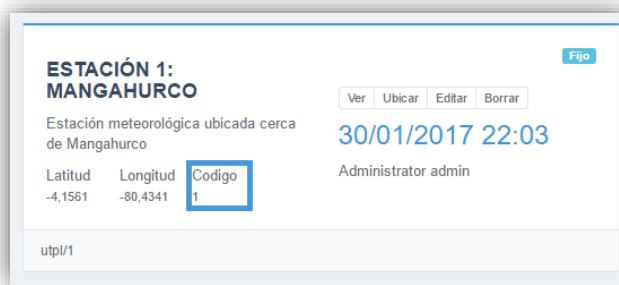 ESTACIÓN 1:
MANGAHURCO
Estación meteorológica ubicada cerca
de Mangahurco
Latitud Longitud Codigo
-4,1561 -80,4341 1
Fijo
Ver Ubicar Editar Borrar
30/01/2017 22:03
Administrator admin
utpl/1